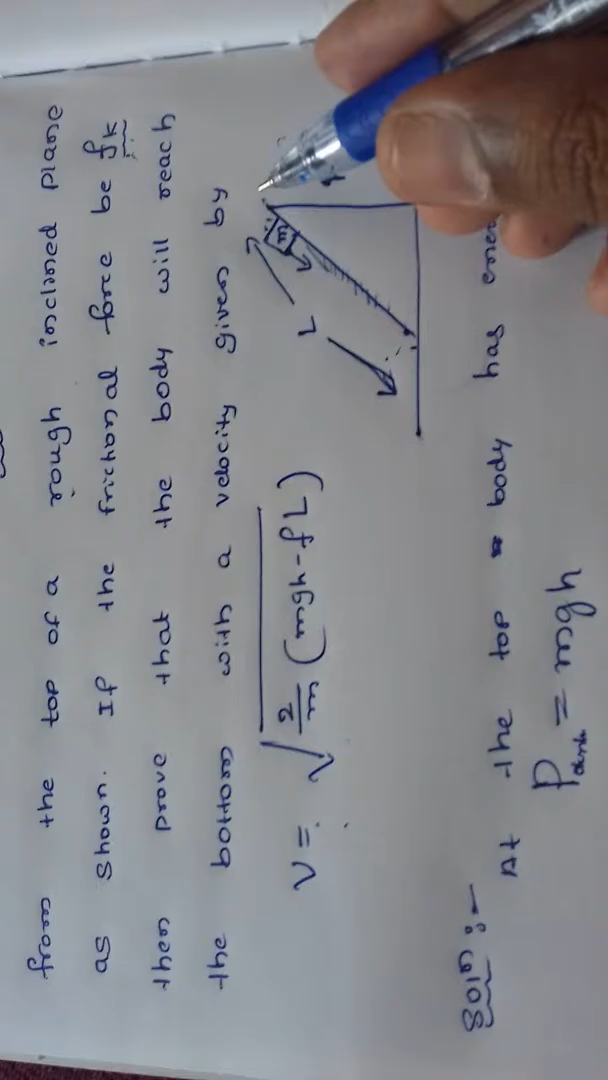 from the top of a rough inclined plane
as shown. If the frictional force be fk
then prove that the body will reach
the bottom with a velocity given by
V = √(2/m (mgh - fL))
m
L
Soln :-
At the top body has
= mgh